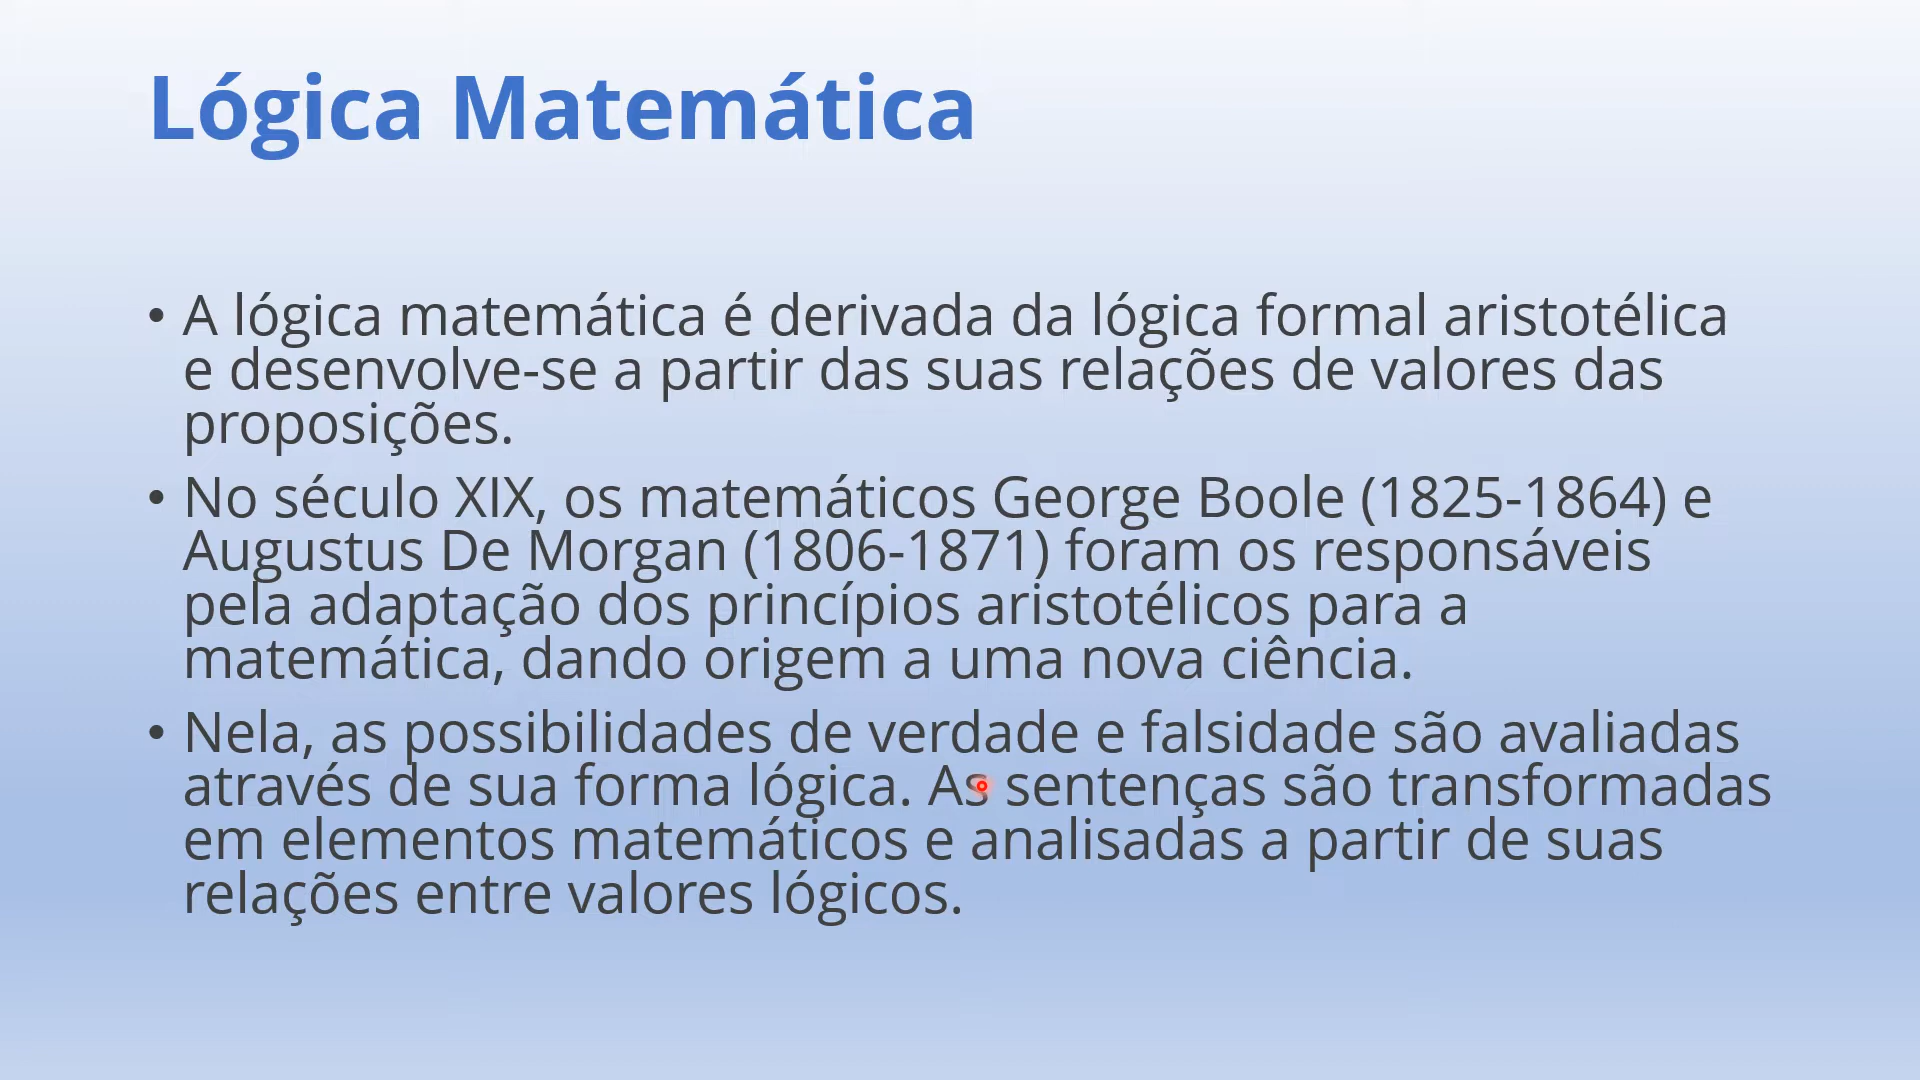 Lógica Matemática
• A lógica matemática é derivada da lógica formal aristotélica
e desenvolve-se a partir das suas relações de valores das
proposições.
• No século XIX, os matemáticos George Boole (1825-1864) e
Augustus De Morgan (1806-1871) foram os responsáveis
pela adaptação dos princípios aristotélicos para a
matemática, dando origem a uma nova ciência.
• Nela, as possibilidades de verdade e falsidade são avaliadas
através de sua forma lógica. As sentenças são transformadas
em elementos matemáticos e analisadas a partir de suas
relações entre valores lógicos.